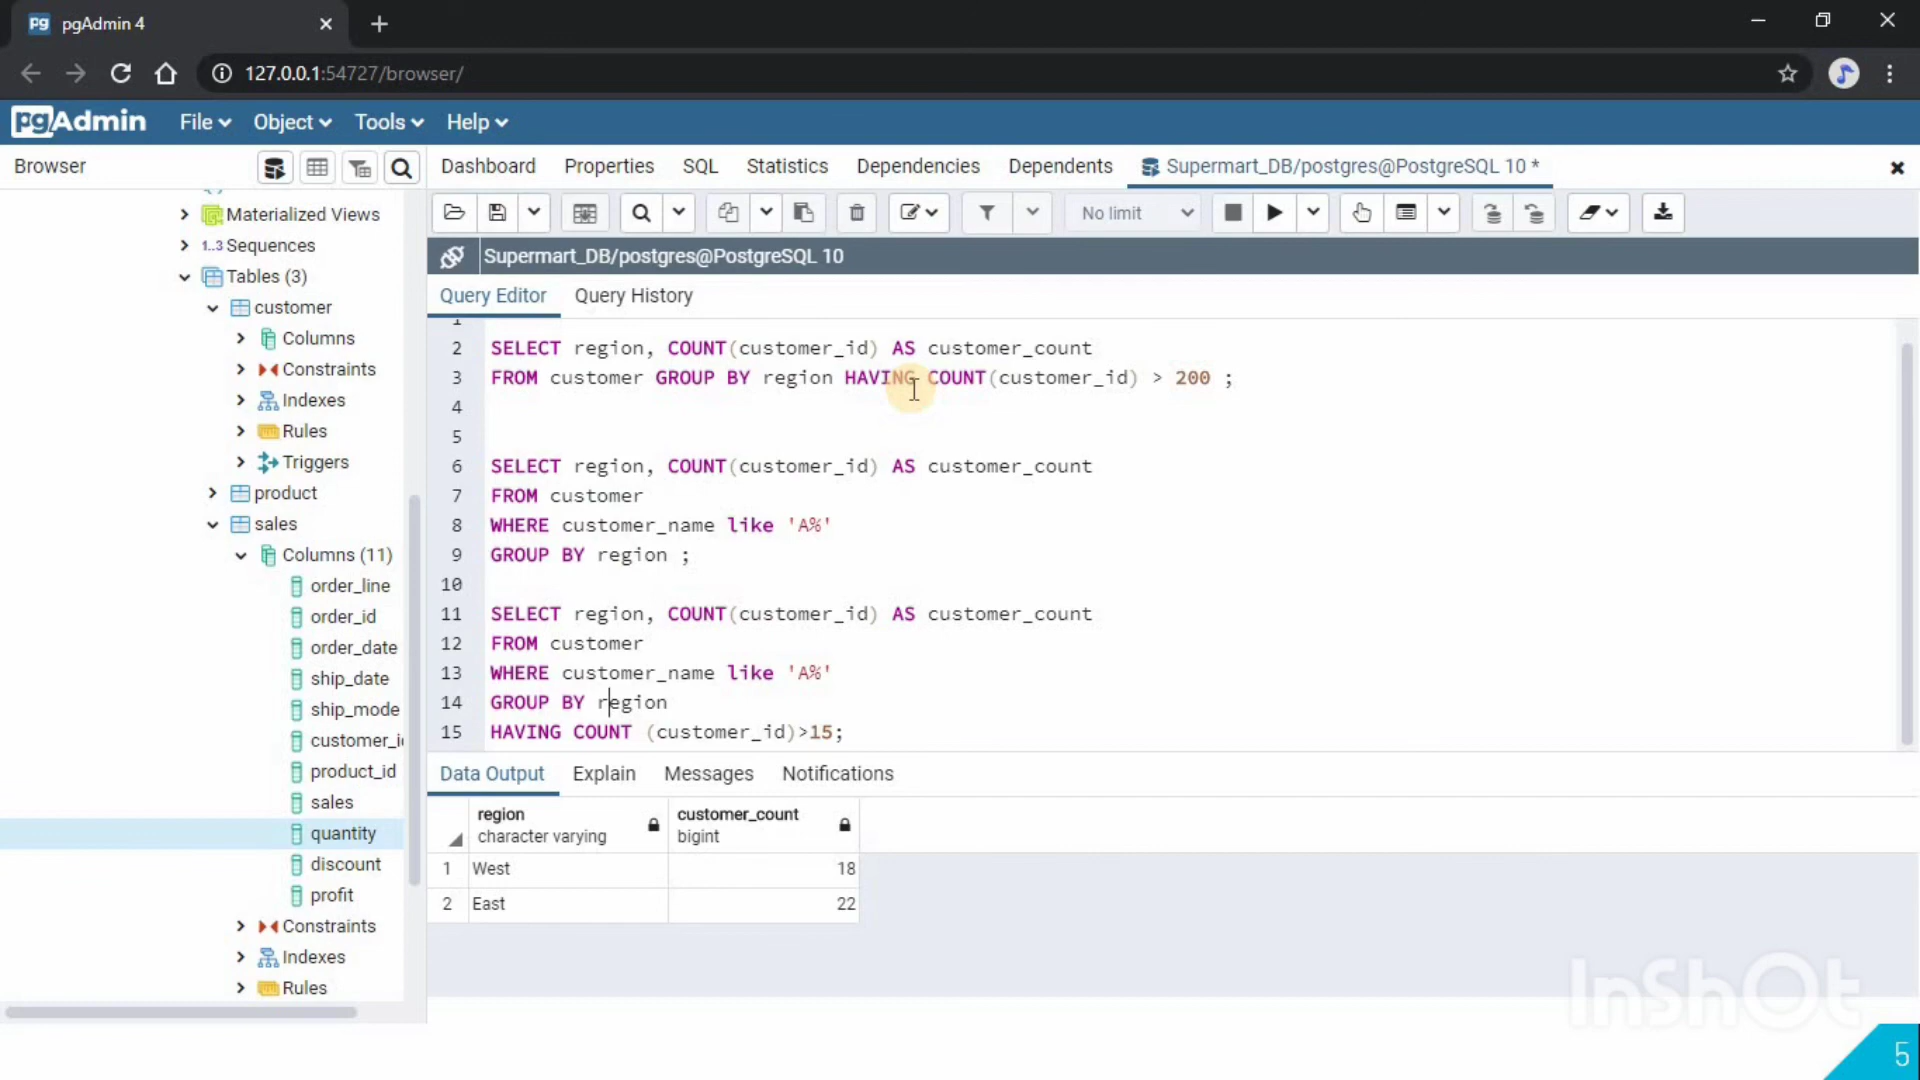 pgAdmin 4
127.0.0.1:54727/browser/
pgAdmin File Object Tools Help
Browser
Dashboard Properties SQL Statistics Dependencies Dependents Supermart_DB/postgres@PostgreSQL 10 *
No limit
Supermart_DB/postgres@PostgreSQL 10
Query Editor Query History
Materialized Views
1..3 Sequences
Tables (3)
customer
Columns
Constraints
Indexes
Rules
Triggers
product
sales
Columns (11)
order_line
order_id
order_date
ship_date
ship_mode
customer_i
product_id
sales
quantity
discount
profit
Constraints
Indexes
Rules
1
2 SELECT region, COUNT(customer_id) AS customer_count
3 FROM customer GROUP BY region HAVING COUNT(customer_id) > 200 ;
4
5
6 SELECT region, COUNT(customer_id) AS customer_count
7 FROM customer
8 WHERE customer_name like 'A%'
9 GROUP BY region ;
10
11 SELECT region, COUNT(customer_id) AS customer_count
12 FROM customer
13 WHERE customer_name like 'A%'
14 GROUP BY region
15 HAVING COUNT (customer_id)>15;
Data Output Explain Messages Notifications
region customer_count
character varying bigint
1 West 18
2 East 22
InShOt
5